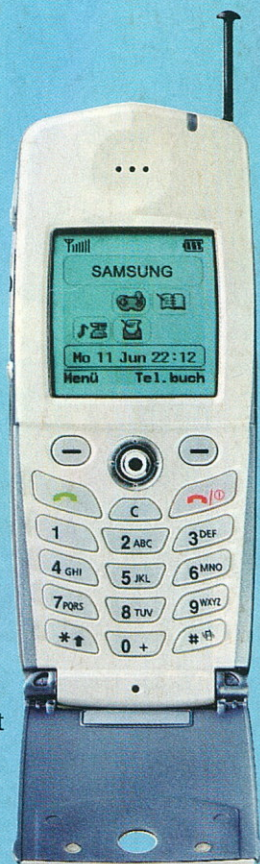 SAMSUNG
Mo 11 Jun 22:12
Menü Tel.buch
C
1 2 ABC 3 DEF
4 GHI 5 JKL 6 MNO
7 PQRS 8 TUV 9 WXYZ
* 0 + #
t